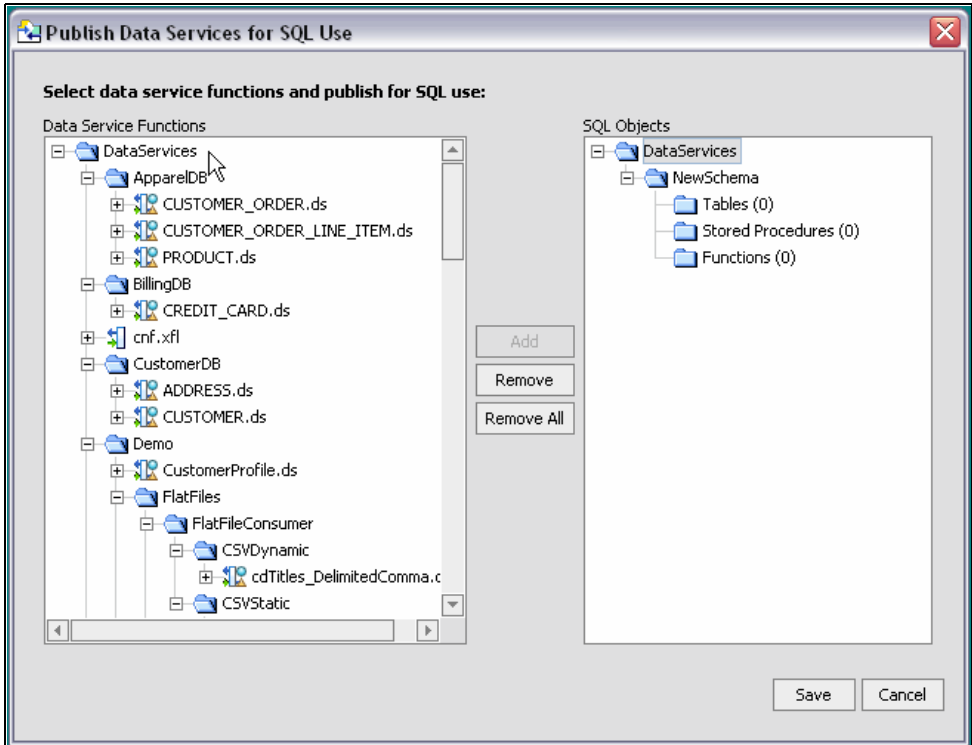 Publish Data Services for SQL Use
Select data service functions and publish for SQL use:
Data Service Functions
DataServices
ApparelDB
CUSTOMER_ORDER.ds
CUSTOMER_ORDER_LINE_ITEM.ds
PRODUCT.ds
BillingDB
CREDIT_CARD.ds
cnf.xfl
CustomerDB
ADDRESS.ds
CUSTOMER.ds
Demo
CustomerProfile.ds
FlatFiles
FlatFileConsumer
CSVDynamic
cdTitles_DelimitedComma.c
CSVStatic
Add
Remove
Remove All
SQL Objects
DataServices
NewSchema
Tables (0)
Stored Procedures (0)
Functions (0)
Save
Cancel